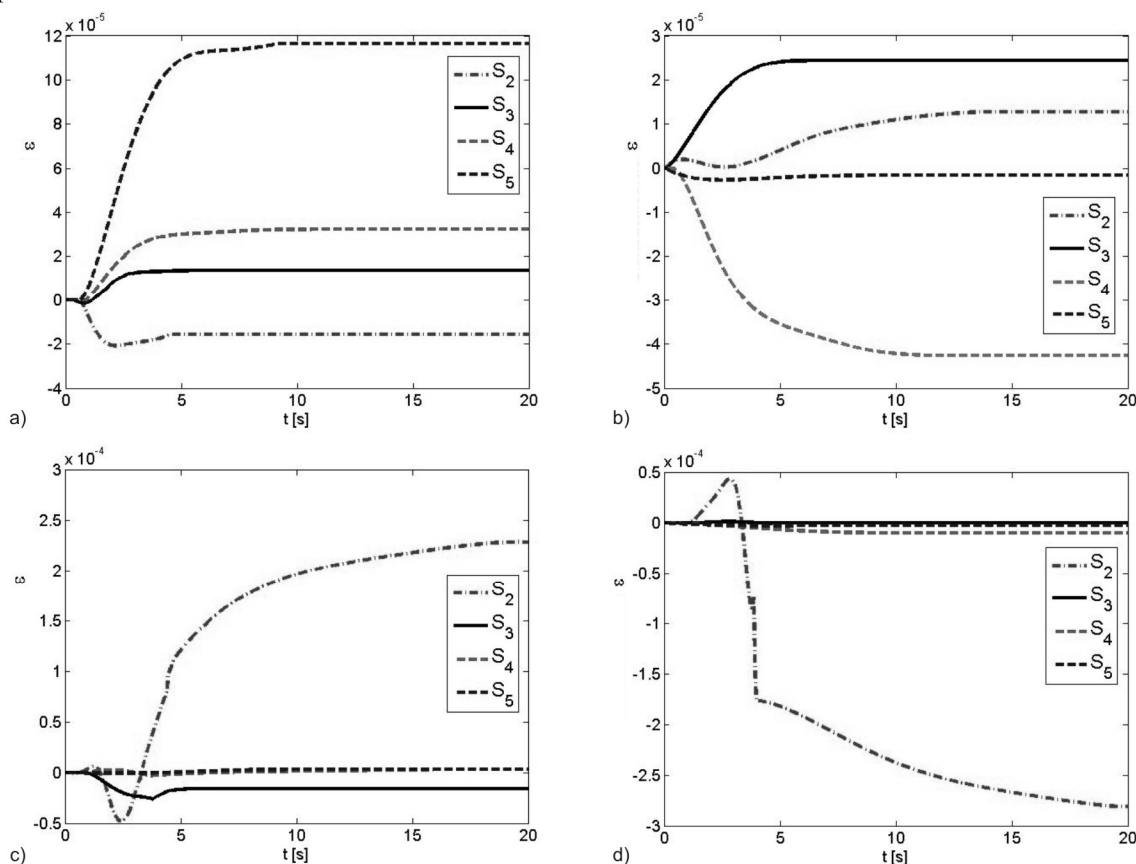 x 10⁻⁵
12
10
8
6
4
2
0
-2
-4
ε
0 5 10 15 20
t [s]
S₂
S₃
S₄
S₅
a)
x 10⁻⁵
3
2
1
0
-1
-2
-3
-4
-5
ε
0 5 10 15 20
t [s]
S₂
S₃
S₄
S₅
b)
x 10⁻⁴
3
2.5
2
1.5
1
0.5
0
-0.5
ε
0 5 10 15 20
t [s]
S₂
S₃
S₄
S₅
c)
x 10⁻⁴
0.5
0
-0.5
-1
-1.5
-2
-2.5
-3
ε
0 5 10 15 20
t [s]
S₂
S₃
S₄
S₅
d)